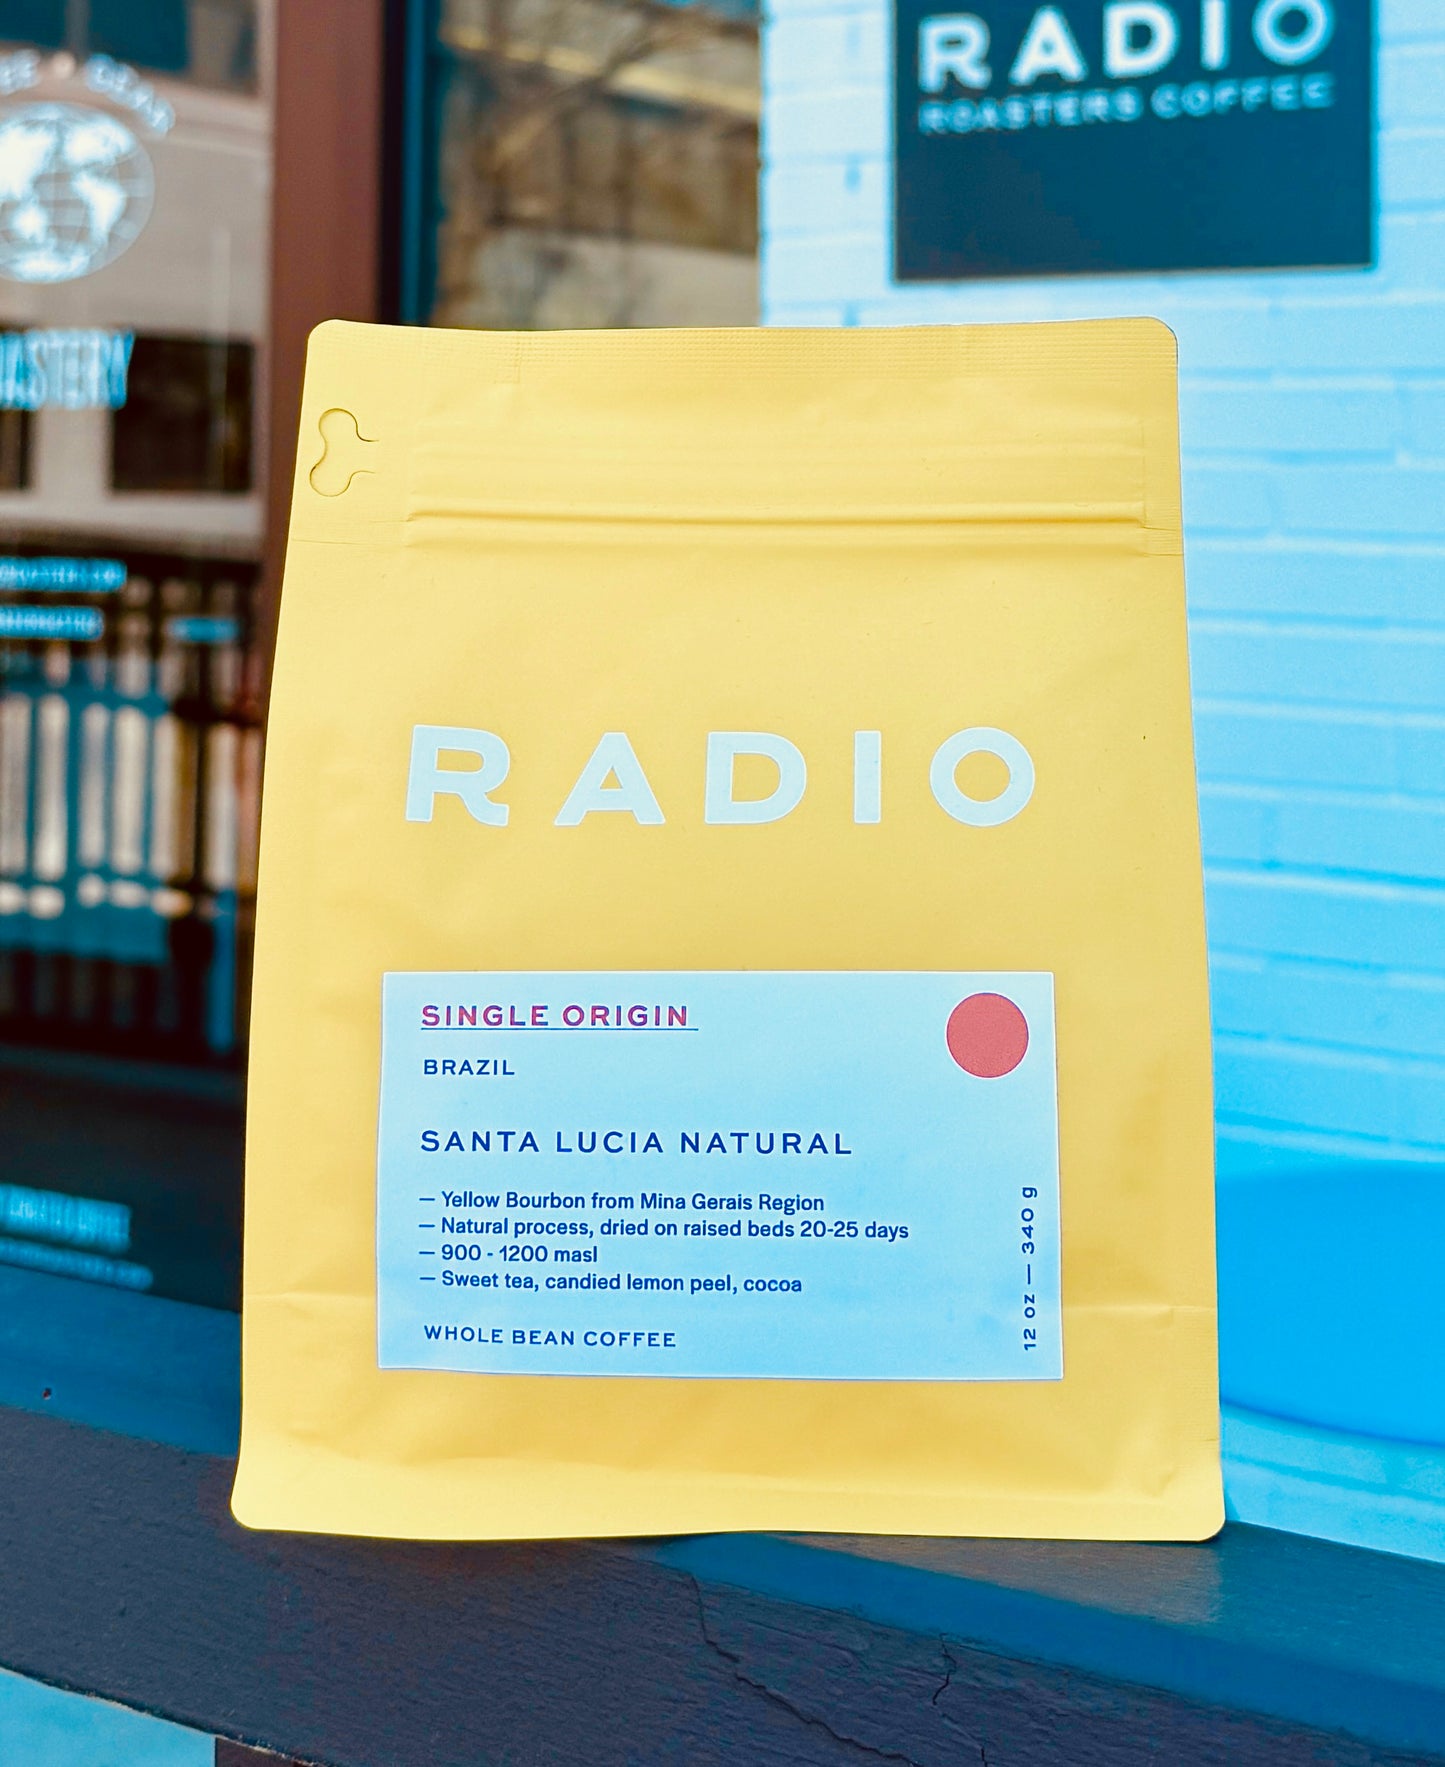 RADIO
ROASTERS COFFEE
RADIO
SINGLE ORIGIN
BRAZIL
SANTA LUCIA NATURAL
— Yellow Bourbon from Mina Gerais Region
— Natural process, dried on raised beds 20-25 days
— 900 - 1200 masl
— Sweet tea, candied lemon peel, cocoa
WHOLE BEAN COFFEE
12 oz — 340 g